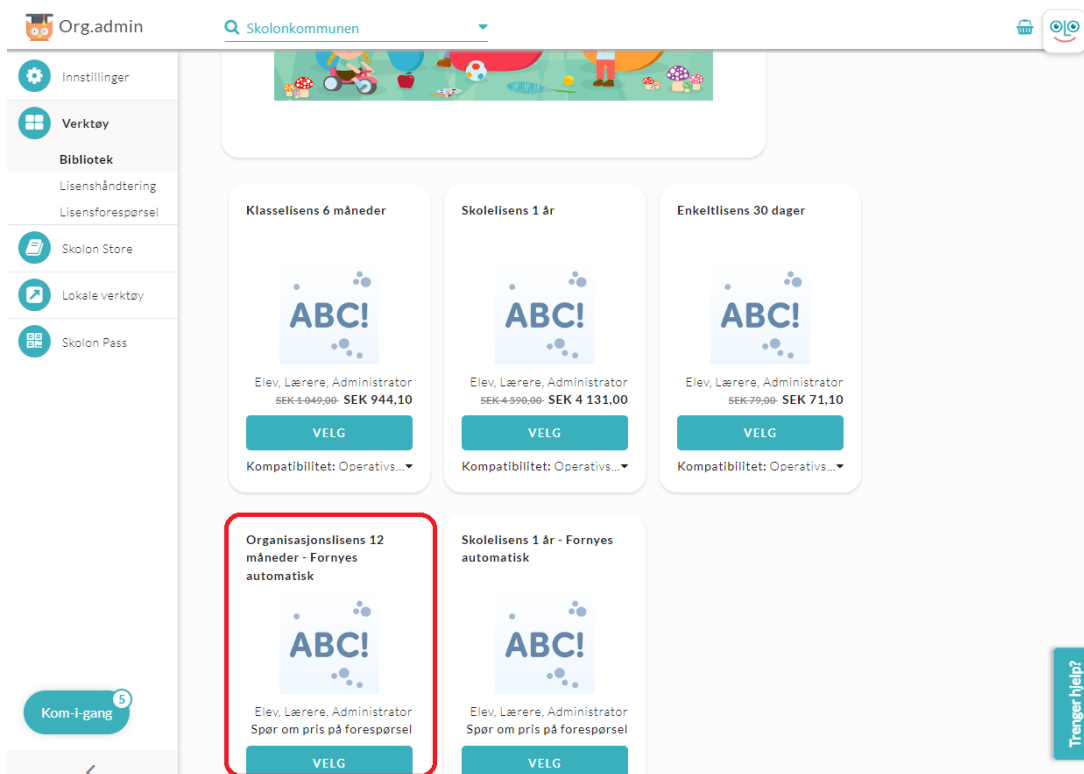 Org.admin
Skolonkommunen
Innstillinger
Verktøy
Bibliotek
Lisenshåndtering
Lisensforespørsel
Skolon Store
Lokale verktøy
Skolon Pass
5
Kom-i-gang
Klasselisens 6 måneder
ABC!
Elev, Lærere, Administrator
SEK 1 049,00 SEK 944,10
VELG
Kompatibilitet: Operativs...
Skolelisens 1 år
ABC!
Elev, Lærere, Administrator
SEK 4 590,00 SEK 4 131,00
VELG
Kompatibilitet: Operativs...
Enkeltlisens 30 dager
ABC!
Elev, Lærere, Administrator
SEK 79,00 SEK 71,10
VELG
Kompatibilitet: Operativs...
Organisasjonslisens 12
måneder - Fornyes
automatisk
ABC!
Elev, Lærere, Administrator
Spør om pris på forespørsel
VELG
Skolelisens 1 år - Fornyes
automatisk
ABC!
Elev, Lærere, Administrator
Spør om pris på forespørsel
VELG
Trenger hjelp?